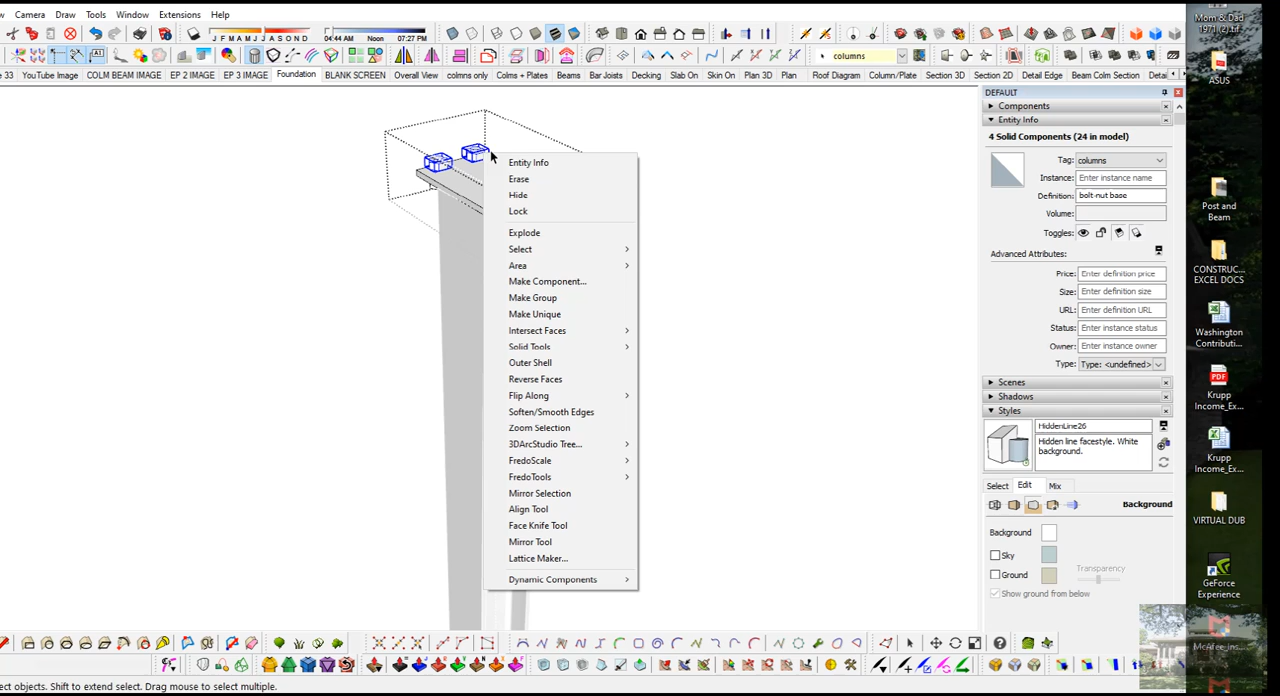 Camera Draw Tools Window Extensions Help
J F M A M J J A S O N D 04:44 AM Noon 07:27 PM
columns
33 YouTube Image COLM BEAM IMAGE EP 2 IMAGE EP 3 IMAGE Foundation BLANK SCREEN Overall View colmns only Colms + Plates Beams Bar Joists Decking Slab On Skin On Plan 3D Plan Roof Diagram Column/Plate Section 3D Section 2D Detail Edge Beam Colm Section
DEFAULT
Components
Entity Info
4 Solid Components (24 in model)
Tag: columns
Instance: Enter instance name
Definition: bolt-nut base
Volume:
Toggles:
Advanced Attributes:
Price: Enter definition price
Size: Enter definition size
URL: Enter definition URL
Status: Enter instance status
Owner: Enter instance owner
Type: Type: <undefined>
Scenes
Shadows
Styles
HiddenLine26
Hidden line facestyle. White
background.
Select Edit Mix
Background
Background
Sky
Transparency
Ground
Show ground from below
Entity Info
Erase
Hide
Lock
Explode
Select
Area
Make Component...
Make Group
Make Unique
Intersect Faces
Solid Tools
Outer Shell
Reverse Faces
Flip Along
Soften/Smooth Edges
Zoom Selection
3DArcStudio Tree...
FredoScale
FredoTools
Mirror Selection
Align Tool
Face Knife Tool
Mirror Tool
Lattice Maker...
Dynamic Components
Mom & Dad
1971 (2).tif
ASUS
Post and
Beam
CONSTRUC...
EXCEL DOCS
Washington
Contributi...
Krupp
Income_Ex...
Krupp
Income_Ex...
VIRTUAL DUB
GeForce
Experience
McAfee_ins...
ect objects. Shift to extend select. Drag mouse to select multiple.